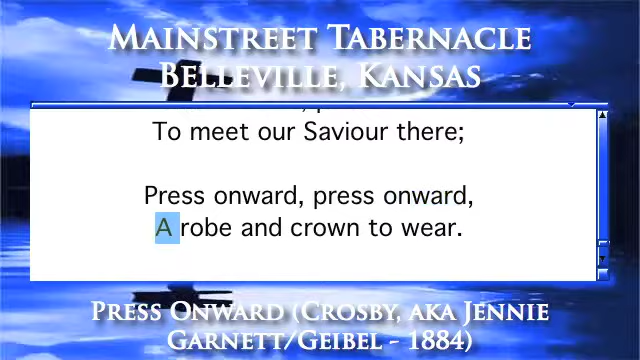 Mainstreet Tabernacle
Belleville, Kansas
To meet our Saviour there;
Press onward, press onward,
A robe and crown to wear.
Press Onward (Crosby, aka Jennie
Garnett/Geibel - 1884)